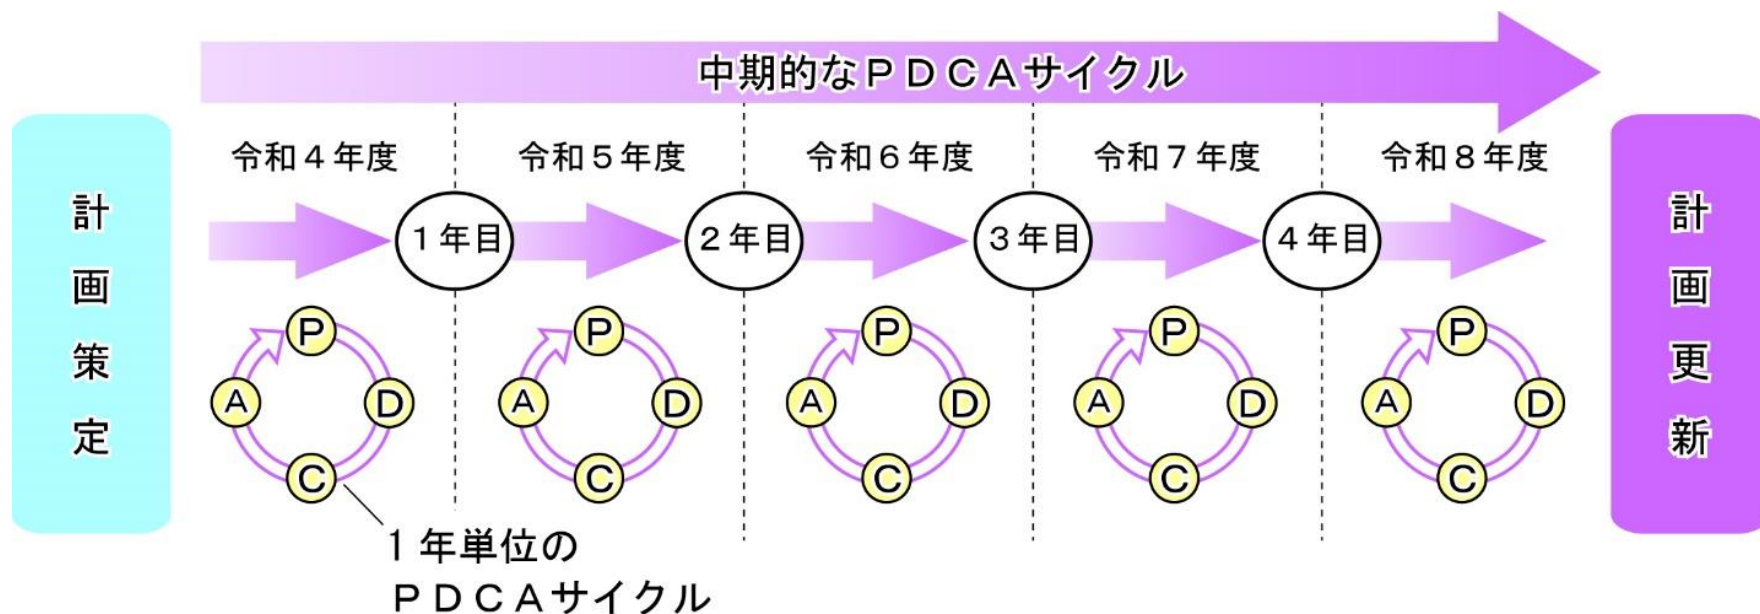 中期的なＰＤＣＡサイクル
計画策定
令和４年度
令和５年度
令和６年度
令和７年度
令和８年度
計画更新
１年目
２年目
３年目
４年目
P
A
D
C
P
A
D
C
P
A
D
C
P
A
D
C
P
A
D
C
１年単位の
ＰＤＣＡサイクル